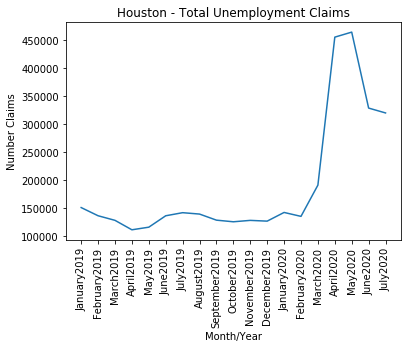 Houston - Total Unemployment Claims
450000
400000
350000
300000
250000
200000
150000
100000
Number Claims
January2019
February2019
March2019
April2019
May2019
June2019
July2019
August2019
September2019
October2019
November2019
December2019
January2020
February2020
March2020
April2020
May2020
June2020
July2020
Month/Year